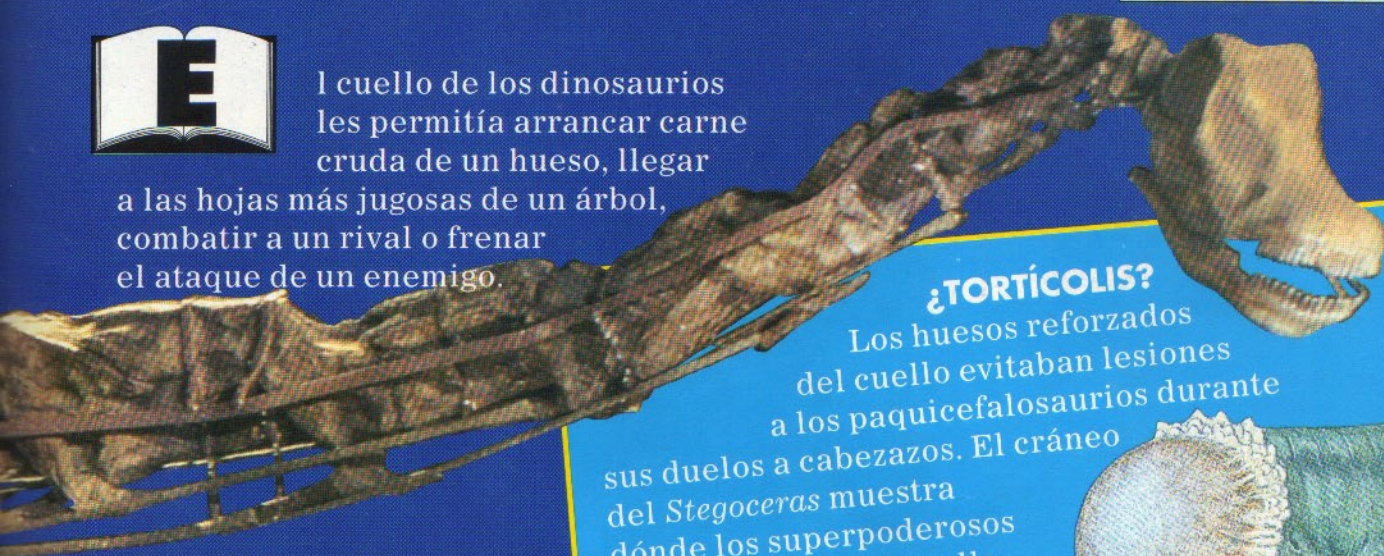 El cuello de los dinosaurios
les permitía arrancar carne
cruda de un hueso, llegar
a las hojas más jugosas de un árbol,
combatir a un rival o frenar
el ataque de un enemigo.
¿TORTÍCOLIS?
Los huesos reforzados
del cuello evitaban lesiones
a los paquicefalosaurios durante
sus duelos a cabezazos. El cráneo
del Stegoceras muestra
dónde los superpoderosos